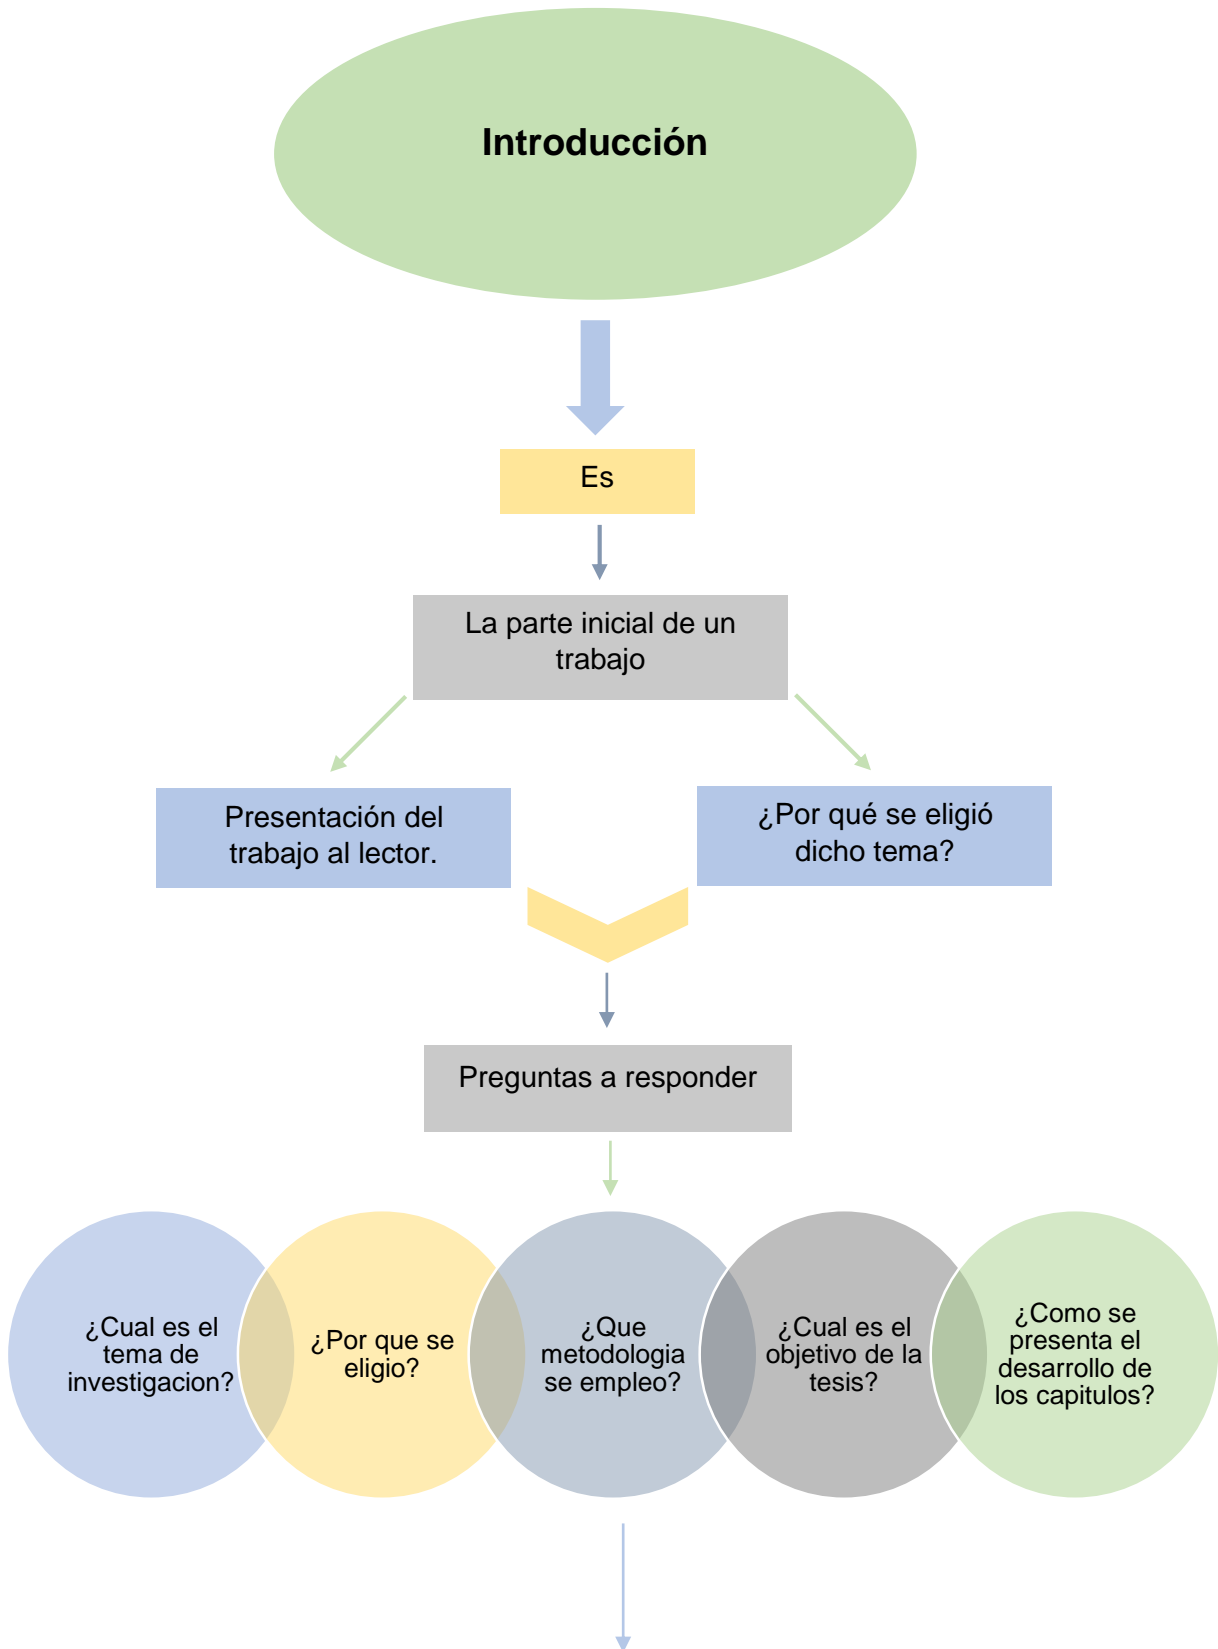 Introducción
Es
La parte inicial de un
trabajo
Presentación del
trabajo al lector.
¿Por qué se eligió
dicho tema?
Preguntas a responder
¿Cual es el
tema de
investigacion?
¿Por que se
eligio?
¿Que
metodologia
se empleo?
¿Cual es el
objetivo de la
tesis?
¿Como se
presenta el
desarrollo de
los capitulos?